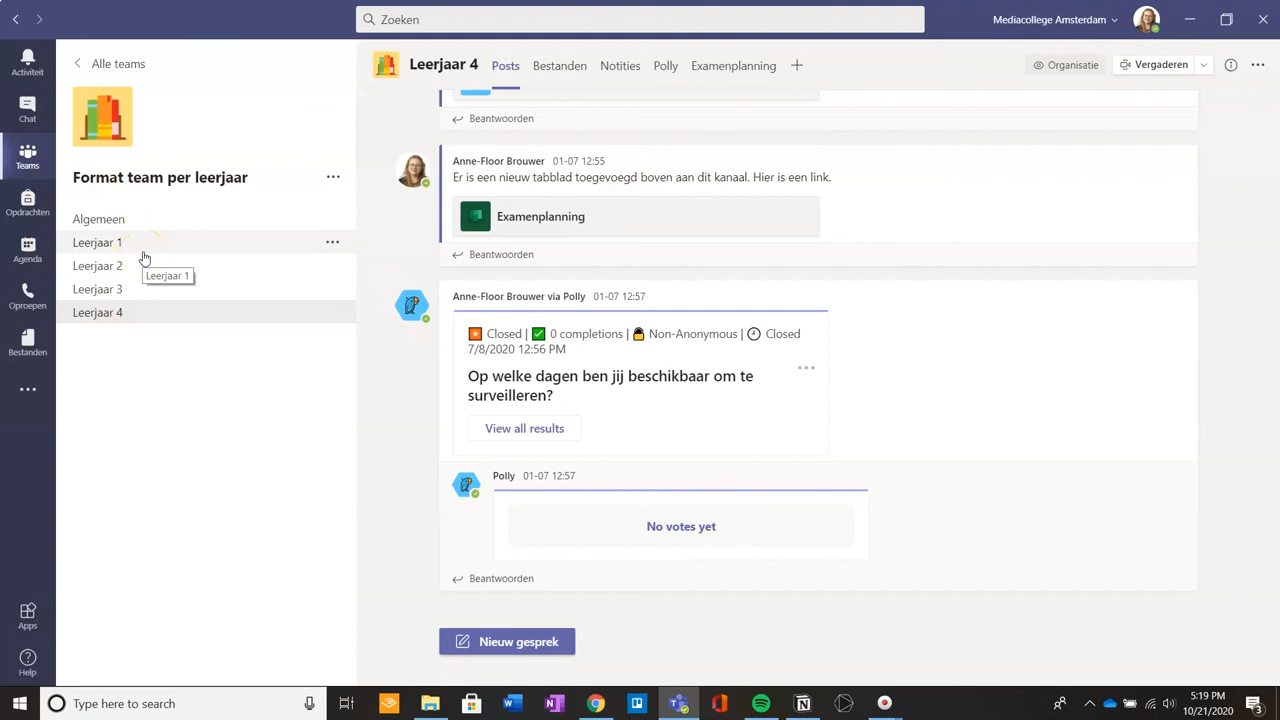 Zoeken
Mediacollege Amsterdam
Activiteit
Chat
Teams
Opdrachten
Agenda
Oproepen
Bestanden
Apps
Help
Alle teams
Format team per leerjaar
Algemeen
Leerjaar 1
Leerjaar 2
Leerjaar 1
Leerjaar 3
Leerjaar 4
Leerjaar 4 Posts Bestanden Notities Polly Examenplanning
Organisatie
Vergaderen
Beantwoorden
Anne-Floor Brouwer 01-07 12:55
Er is een nieuw tabblad toegevoegd boven aan dit kanaal. Hier is een link.
Examenplanning
Beantwoorden
Anne-Floor Brouwer via Polly 01-07 12:57
Closed | 0 completions | Non-Anonymous | Closed
7/8/2020 12:56 PM
Op welke dagen ben jij beschikbaar om te
surveilleren?
View all results
Polly 01-07 12:57
No votes yet
Beantwoorden
Nieuw gesprek
Type here to search
5:19 PM
10/21/2020
3